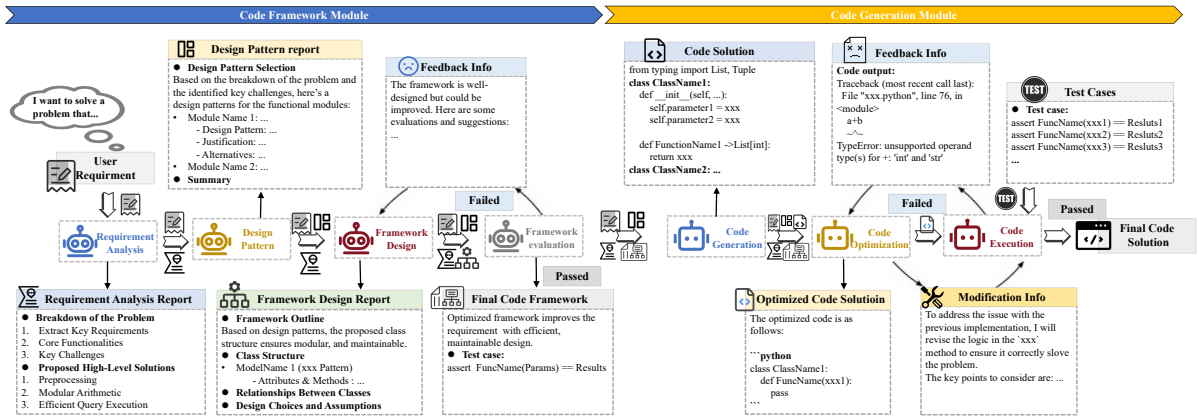 Code Framework Module
Code Generation Module
I want to solve a
problem that...
User
Requirment
Design Pattern report
● Design Pattern Selection
Based on the breakdown of the problem and
the identified key challenges, here's a
design patterns for the functional modules:
• Module Name 1: ...
- Design Pattern: ...
- Justification: ...
- Alternatives: ...
• Module Name 2: ...
● Summary
Feedback Info
The framework is well-
designed but could be
improved. Here are some
evaluations and suggestions:
...
Failed
Requirement
Analysis
Design
Pattern
Framework
Design
Framework
evaluation
Passed
Requirement Analysis Report
● Breakdown of the Problem
1. Extract Key Requirements
2. Core Functionalities
3. Key Challenges
● Proposed High-Level Solutions
1. Preprocessing
2. Modular Arithmetic
3. Efficient Query Execution
Framework Design Report
● Framework Outline
Based on design patterns, the proposed class
structure ensures modular, and maintainable.
● Class Structure
• ModelName 1 (xxx Pattern)
- Attributes & Methods : ...
● Relationships Between Classes
● Design Choices and Assumptions
Final Code Framework
Optimized framework improves the
requirement with efficient,
maintainable design.
● Test case:
assert FuncName(Params) == Results
Code Solution
from typing import List, Tuple
class ClassName1:
def __init__(self, ...):
self.parameter1 = xxx
self.parameter2 = xxx
def FunctionName1 ->List[int]:
return xxx
class ClassName2: ...
Feedback Info
Code output:
Traceback (most recent call last):
File "xxx.python", line 76, in
<module>
a+b
~^~
TypeError: unsupported operand
type(s) for +: 'int' and 'str'
TEST
Test Cases
● Test case:
assert FuncName(xxx1) == Resluts1
assert FuncName(xxx2) == Resluts2
assert FuncName(xxx3) == Resluts3
...
TEST
Failed
Passed
Code
Generation
Code
Optimization
Code
Execution
Final Code
Solution
Optimized Code Solutioin
The optimized code is as
follows:
```python
class ClassName1:
def FuncName(xxx1):
pass
```
Modification Info
To address the issue with the
previous implementation, I will
revise the logic in the `xxx`
method to ensure it correctly slove
the problem.
The key points to consider are: ...